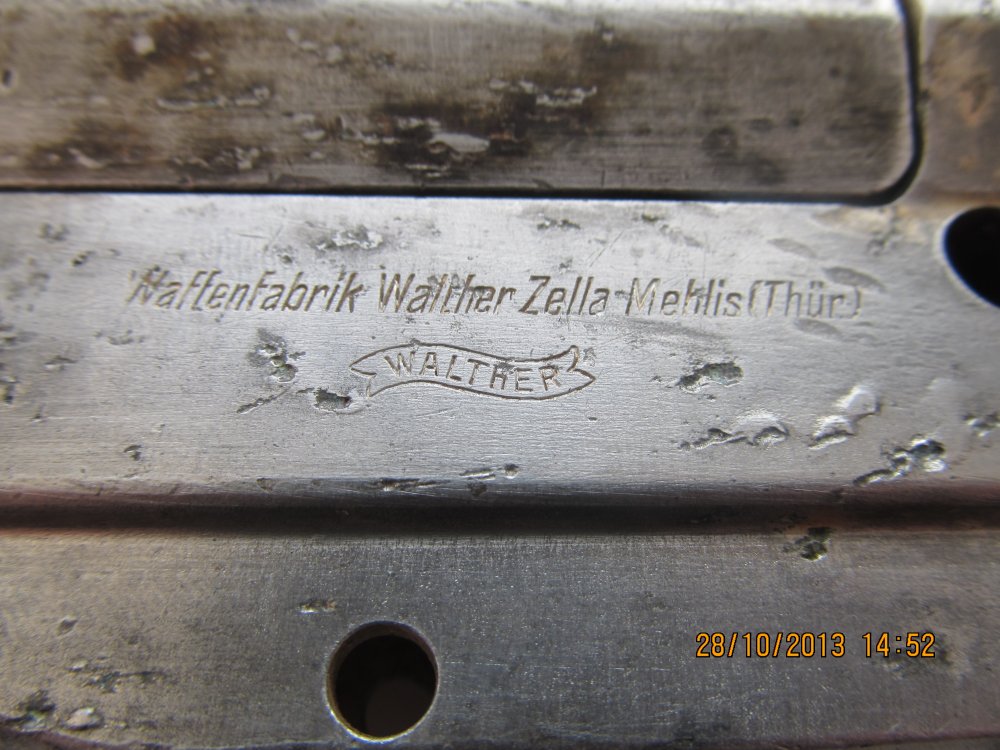 Waffenfabrik Walther Zella-Mehlis (Thür)
WALTHER
28/10/2013 14:52